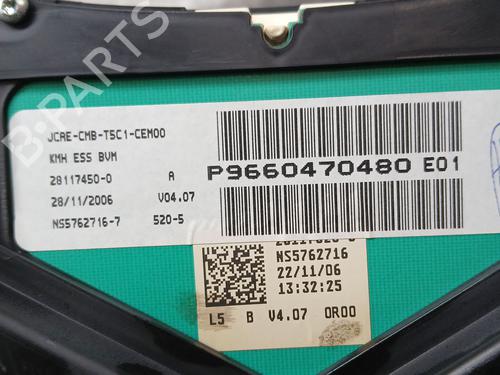 JCAE-CMB-T5C1-CEM00
KMH ESS BVM
28117450-0 A
28/11/2006 V04.07
NS5762716-7 520-5
P9660470480 E01
NS5762716
22/11/06
13:32:25
L5 B V4.07 0R00
B-PARTS